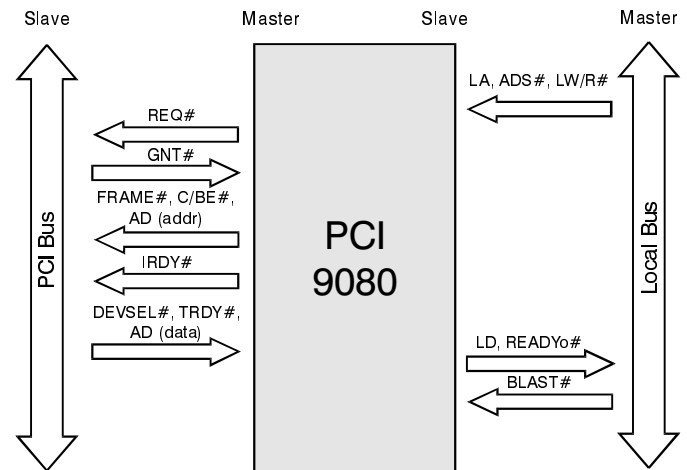 Slave Master Slave Master
LA, ADS#, LW/R#
REQ#
GNT#
FRAME#, C/BE#,
AD (addr)
IRDY#
DEVSEL#, TRDY#,
AD (data)
PCI Bus
PCI
9080
Local Bus
LD, READYo#
BLAST#